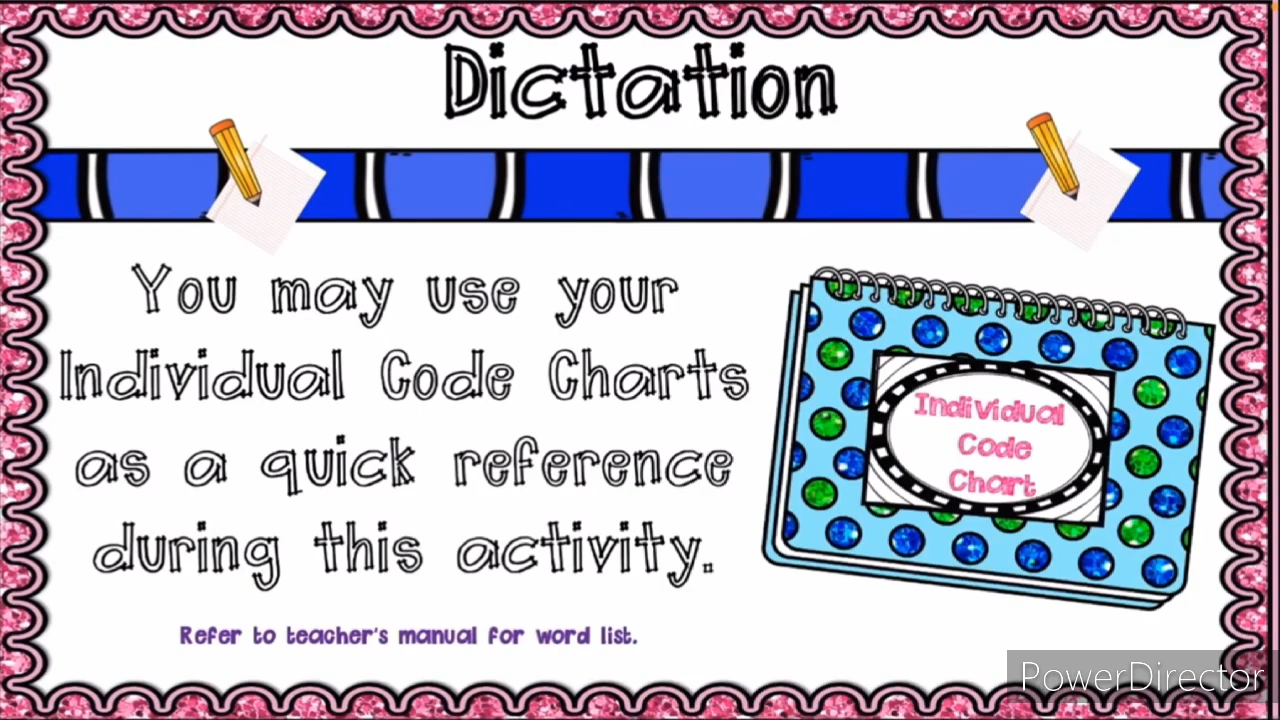 Dictation
You may use your
Individual Code Charts
as a quick reference
during this activity.
Individual
Code
Chart
Refer to teacher's manual for word list.
PowerDirector